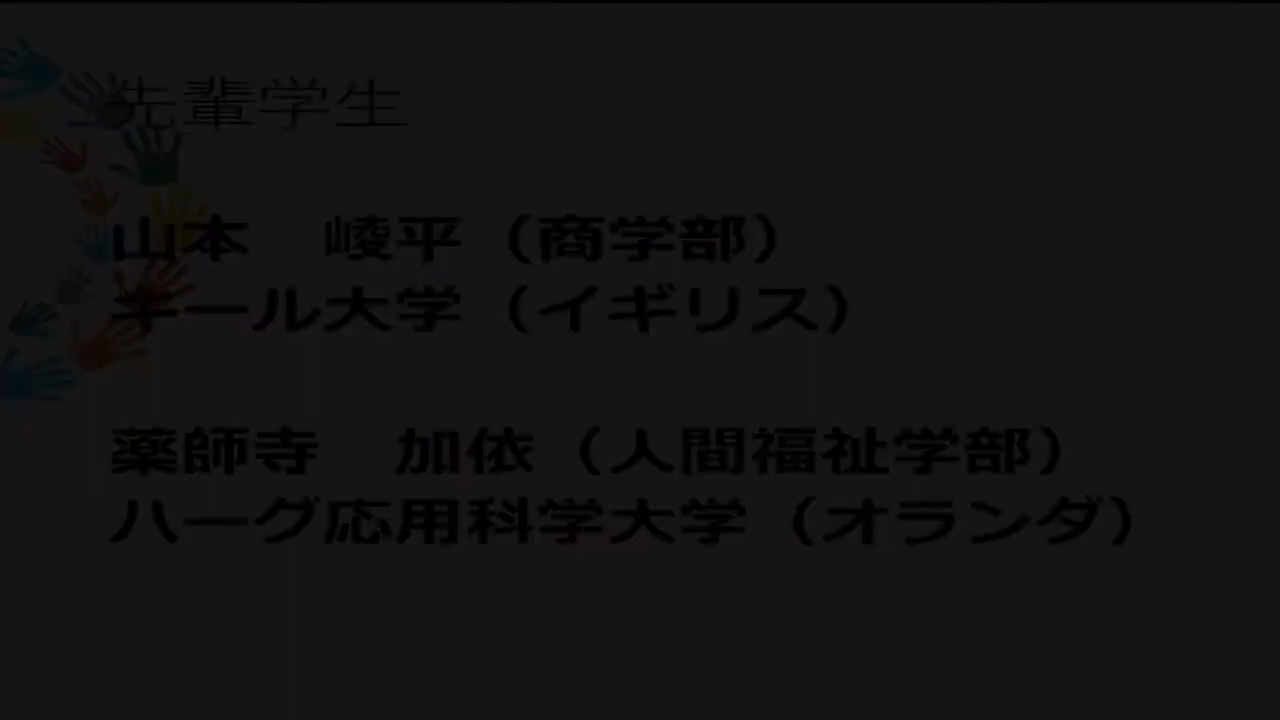 先輩学生
山本　崚平（商学部）
キール大学（イギリス）
薬師寺　加依（人間福祉学部）
ハーグ応用科学大学（オランダ）